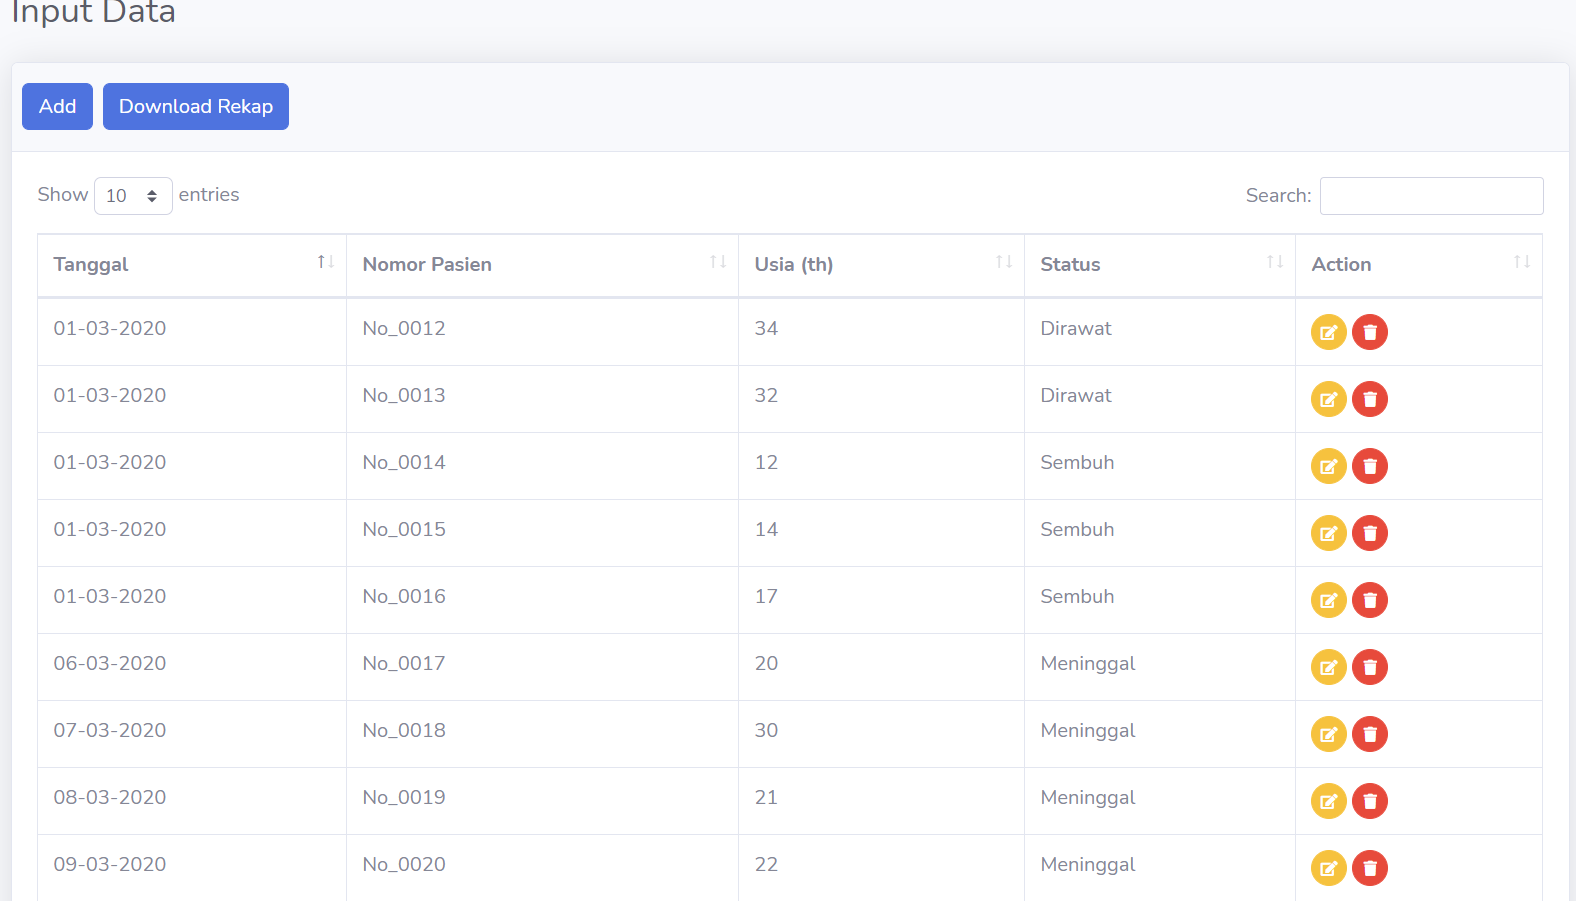 Input Data
Add Download Rekap
Show 10 entries Search:
Tanggal Nomor Pasien Usia (th) Status Action
01-03-2020 No_0012 34 Dirawat
01-03-2020 No_0013 32 Dirawat
01-03-2020 No_0014 12 Sembuh
01-03-2020 No_0015 14 Sembuh
01-03-2020 No_0016 17 Sembuh
06-03-2020 No_0017 20 Meninggal
07-03-2020 No_0018 30 Meninggal
08-03-2020 No_0019 21 Meninggal
09-03-2020 No_0020 22 Meninggal